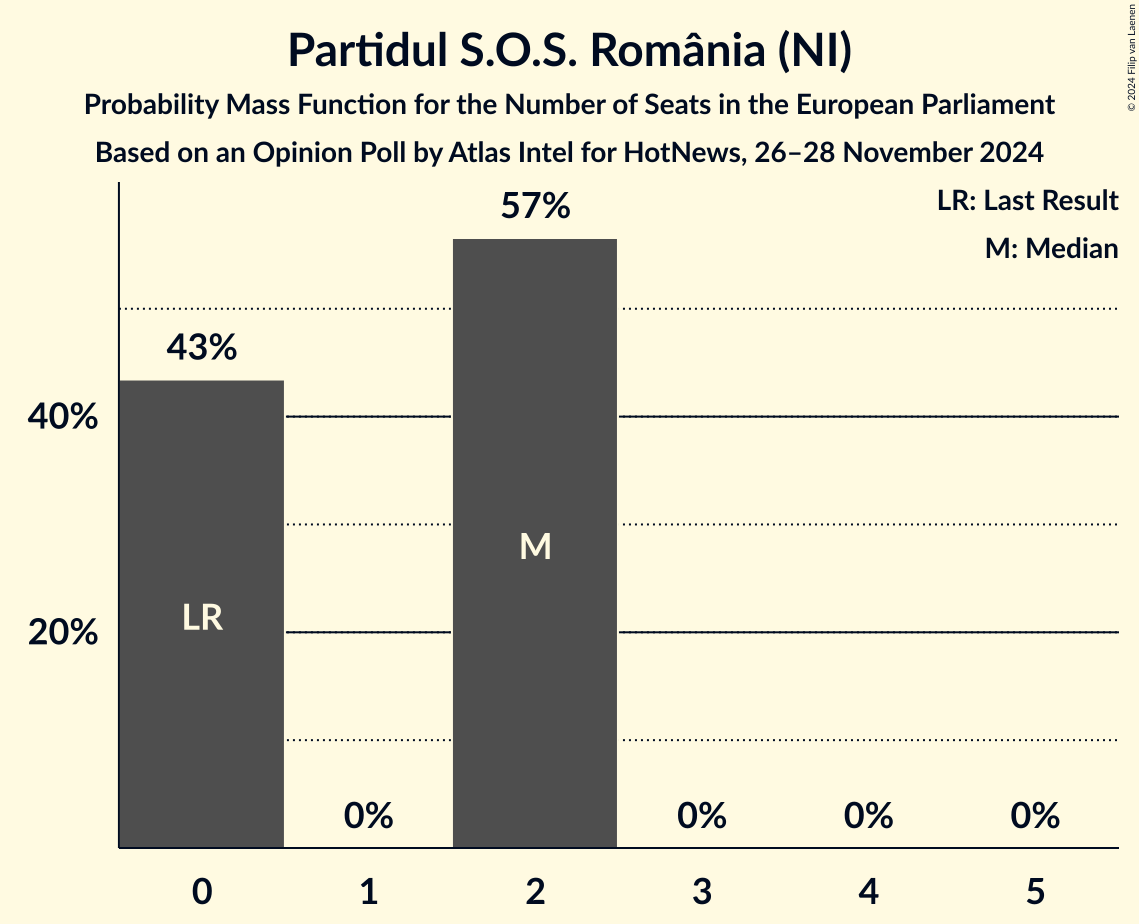 Partidul S.O.S. România (NI)
Probability Mass Function for the Number of Seats in the European Parliament
Based on an Opinion Poll by Atlas Intel for HotNews, 26–28 November 2024
© 2024 Filip van Laenen
LR: Last Result
M: Median
57%
43%
40%
M
LR
20%
0% 0% 0% 0%
0 1 2 3 4 5